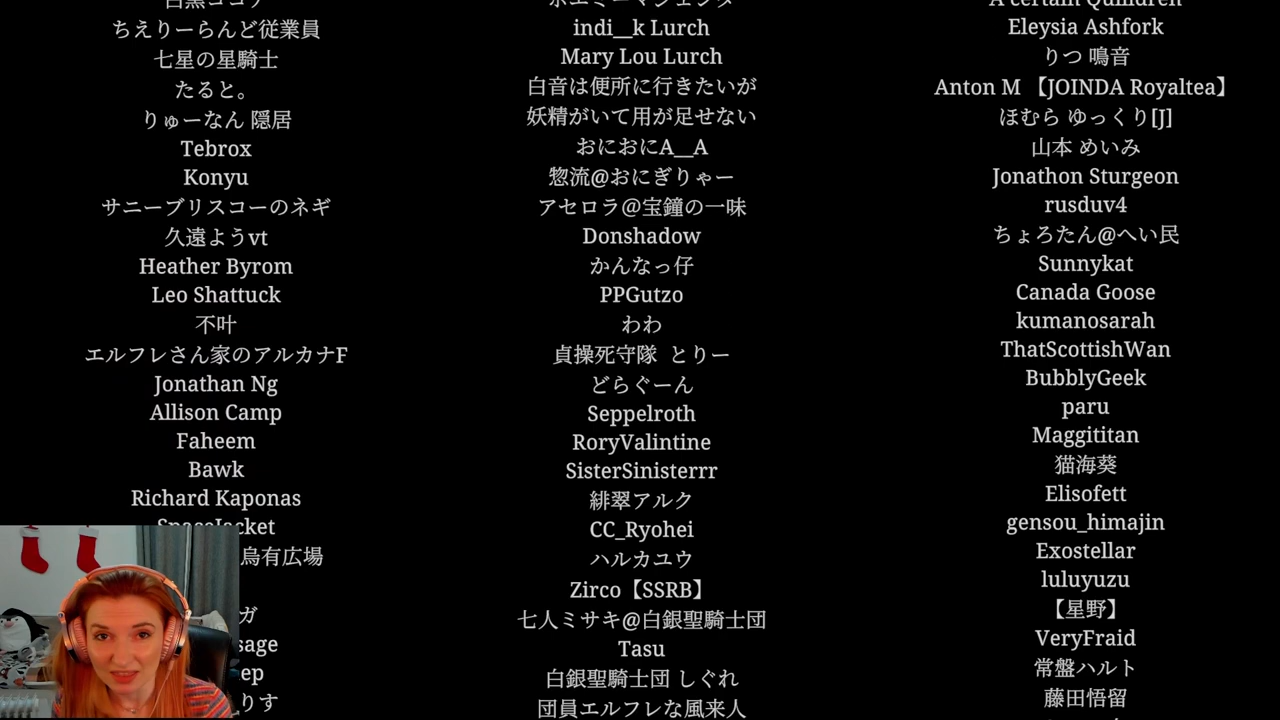 ちえりーらんど従業員
七星の星騎士
たると。
りゅーなん 隠居
Tebrox
Konyu
サニーブリスコーのネギ
久遠ようvt
Heather Byrom
Leo Shattuck
不叶
エルフレさん家のアルカナF
Jonathan Ng
Allison Camp
Faheem
Bawk
Richard Kaponas
SpaceJacket
烏有広場
ガ
sage
ep
りす
indi__k Lurch
Mary Lou Lurch
白音は便所に行きたいが
妖精がいて用が足せない
おにおにA__A
惣流@おにぎりゃー
アセロラ@宝鐘の一味
Donshadow
かんなっ仔
PPGutzo
わわ
貞操死守隊 とりー
どらぐーん
Seppelroth
RoryValintine
SisterSinisterrr
緋翠アルク
CC_Ryohei
ハルカユウ
Zirco【SSRB】
七人ミサキ@白銀聖騎士団
Tasu
白銀聖騎士団 しぐれ
団員エルフレな風来人
A certain Quilldren
Eleysia Ashfork
りつ 鳴音
Anton M 【JOINDA Royaltea】
ほむら ゆっくり[J]
山本 めいみ
Jonathon Sturgeon
rusduv4
ちょろたん@へい民
Sunnykat
Canada Goose
kumanosarah
ThatScottishWan
BubblyGeek
paru
Maggititan
猫海葵
Elisofett
gensou_himajin
Exostellar
luluyuzu
【星野】
VeryFraid
常盤ハルト
藤田悟留